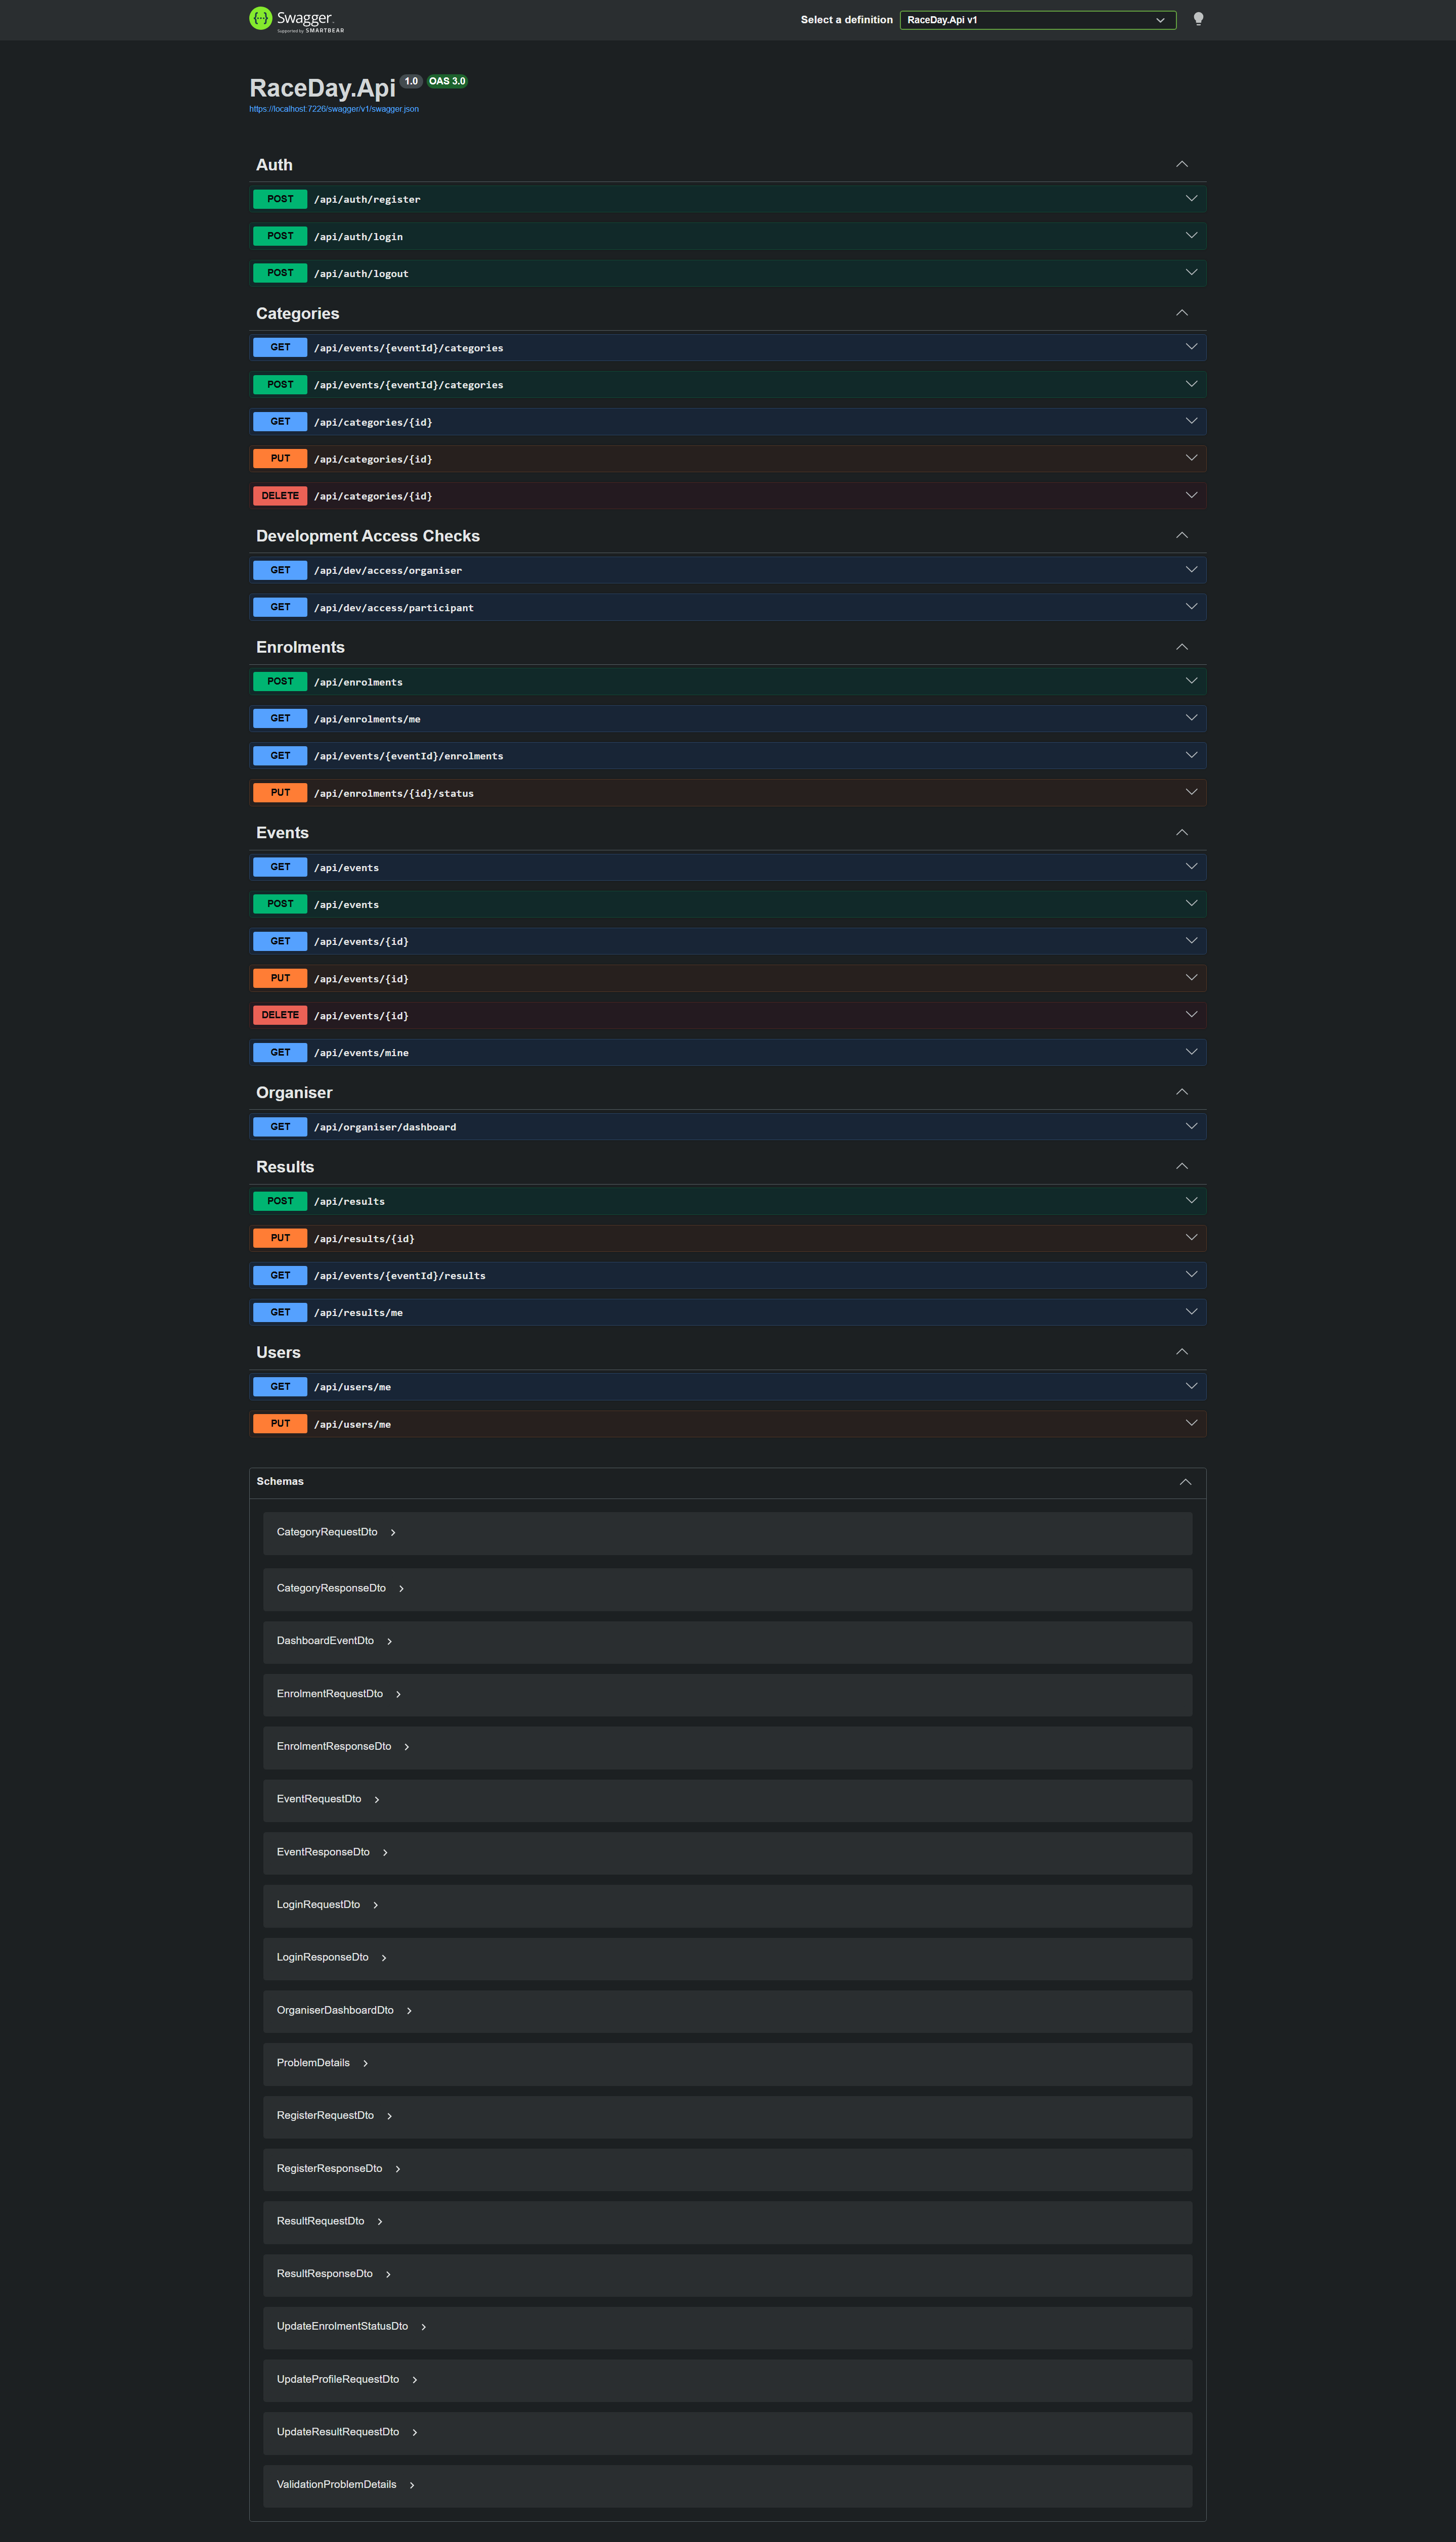 Swagger.
Supported by SMARTBEAR
Select a definition
RaceDay.Api v1
RaceDay.Api 1.0 OAS 3.0
https://localhost:7226/swagger/v1/swagger.json
Auth
POST /api/auth/register
POST /api/auth/login
POST /api/auth/logout
Categories
GET /api/events/{eventId}/categories
POST /api/events/{eventId}/categories
GET /api/categories/{id}
PUT /api/categories/{id}
DELETE /api/categories/{id}
Development Access Checks
GET /api/dev/access/organiser
GET /api/dev/access/participant
Enrolments
POST /api/enrolments
GET /api/enrolments/me
GET /api/events/{eventId}/enrolments
PUT /api/enrolments/{id}/status
Events
GET /api/events
POST /api/events
GET /api/events/{id}
PUT /api/events/{id}
DELETE /api/events/{id}
GET /api/events/mine
Organiser
GET /api/organiser/dashboard
Results
POST /api/results
PUT /api/results/{id}
GET /api/events/{eventId}/results
GET /api/results/me
Users
GET /api/users/me
PUT /api/users/me
Schemas
CategoryRequestDto
CategoryResponseDto
DashboardEventDto
EnrolmentRequestDto
EnrolmentResponseDto
EventRequestDto
EventResponseDto
LoginRequestDto
LoginResponseDto
OrganiserDashboardDto
ProblemDetails
RegisterRequestDto
RegisterResponseDto
ResultRequestDto
ResultResponseDto
UpdateEnrolmentStatusDto
UpdateProfileRequestDto
UpdateResultRequestDto
ValidationProblemDetails